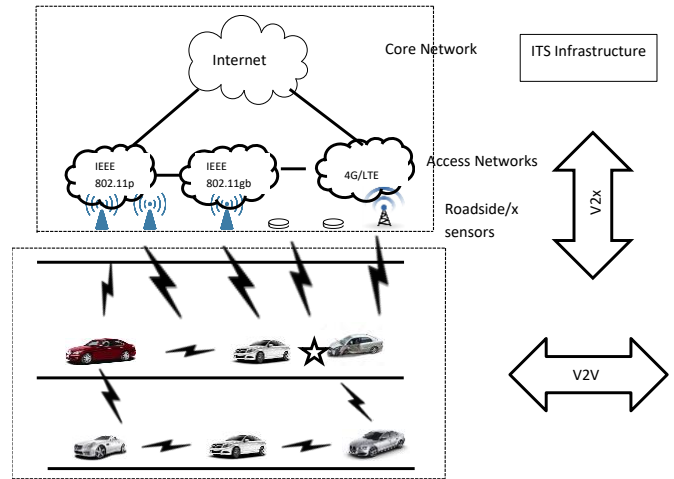 Core Network
ITS Infrastructure
Internet
IEEE
802.11p
IEEE
802.11gb
4G/LTE
Access Networks
Roadside/x
sensors
V2x
V2V